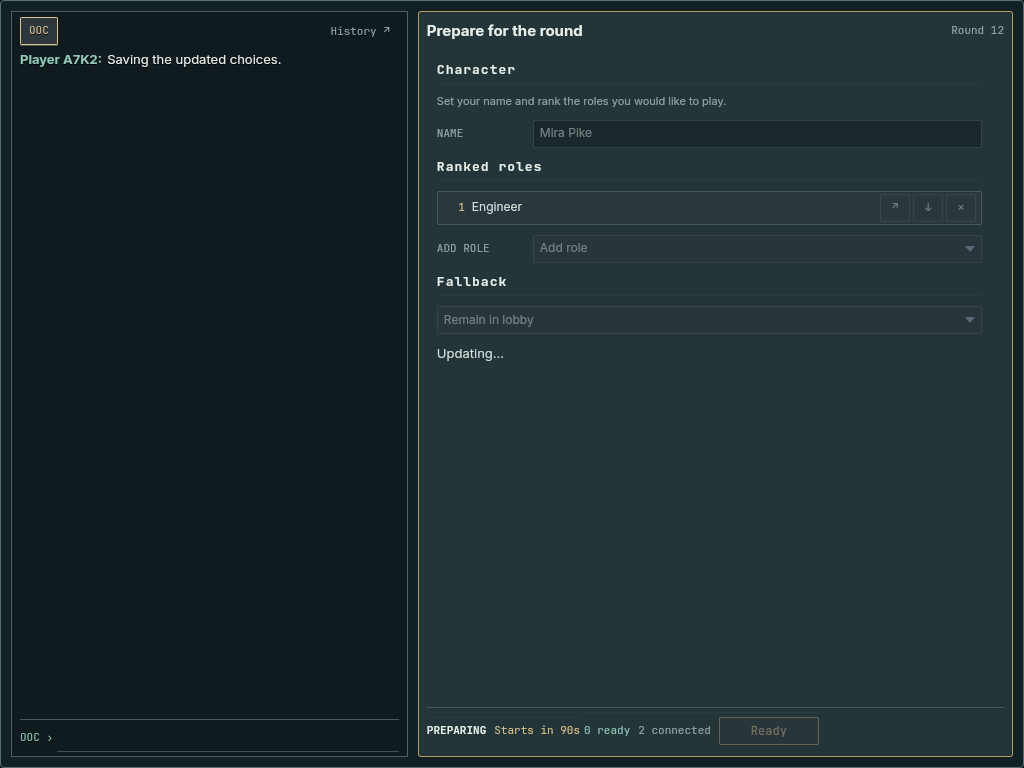 OOC
History ↗
Player A7K2: Saving the updated choices.
OOC ›
Prepare for the round
Round 12
Character
Set your name and rank the roles you would like to play.
NAME
Mira Pike
Ranked roles
1 Engineer
↗ ↓ ×
ADD ROLE
Add role
Fallback
Remain in lobby
Updating...
PREPARING Starts in 90s 0 ready 2 connected
Ready